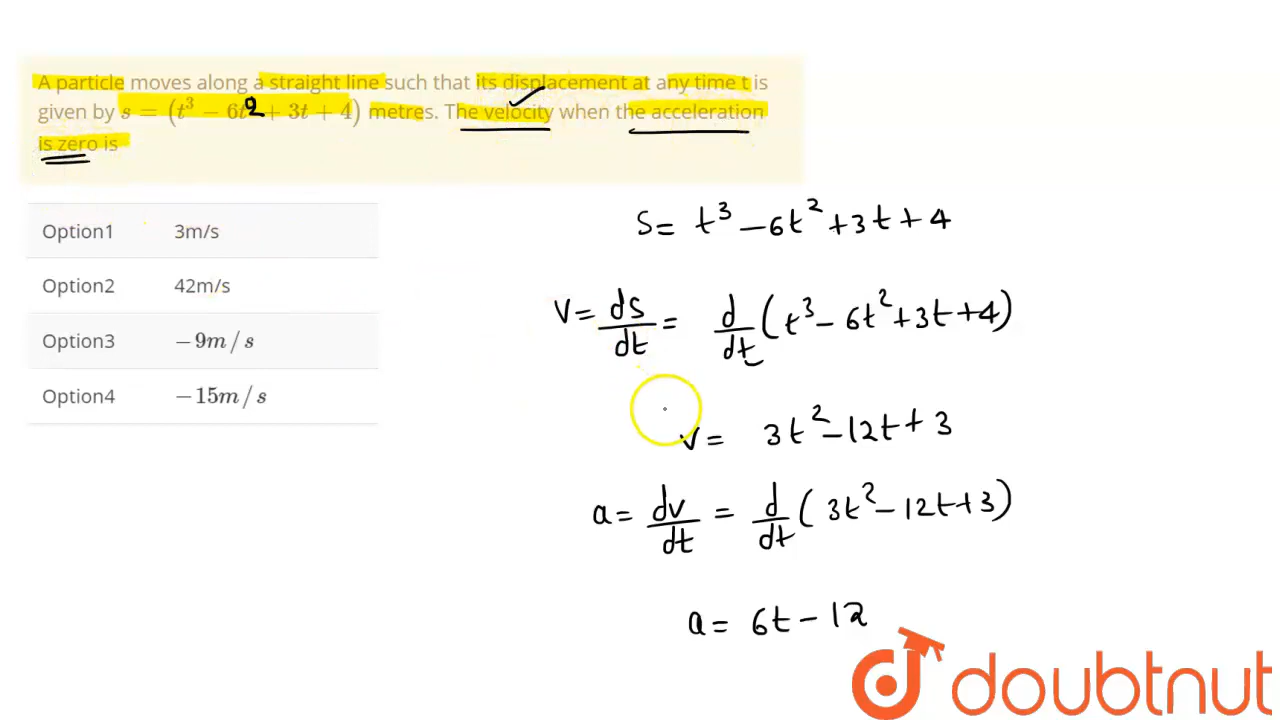 A particle moves along a straight line such that its displacement at any time t is
given by s = (t³ − 6t² + 3t + 4) metres. The velocity when the acceleration
is zero is
Option1 3m/s
Option2 42m/s
Option3 −9m/s
Option4 −15m/s
S = t³ − 6t² + 3t + 4
V = ds/dt = d/dt (t³ − 6t² + 3t + 4)
V = 3t² − 12t + 3
a = dv/dt = d/dt (3t² − 12t + 3)
a = 6t − 12
doubtnut